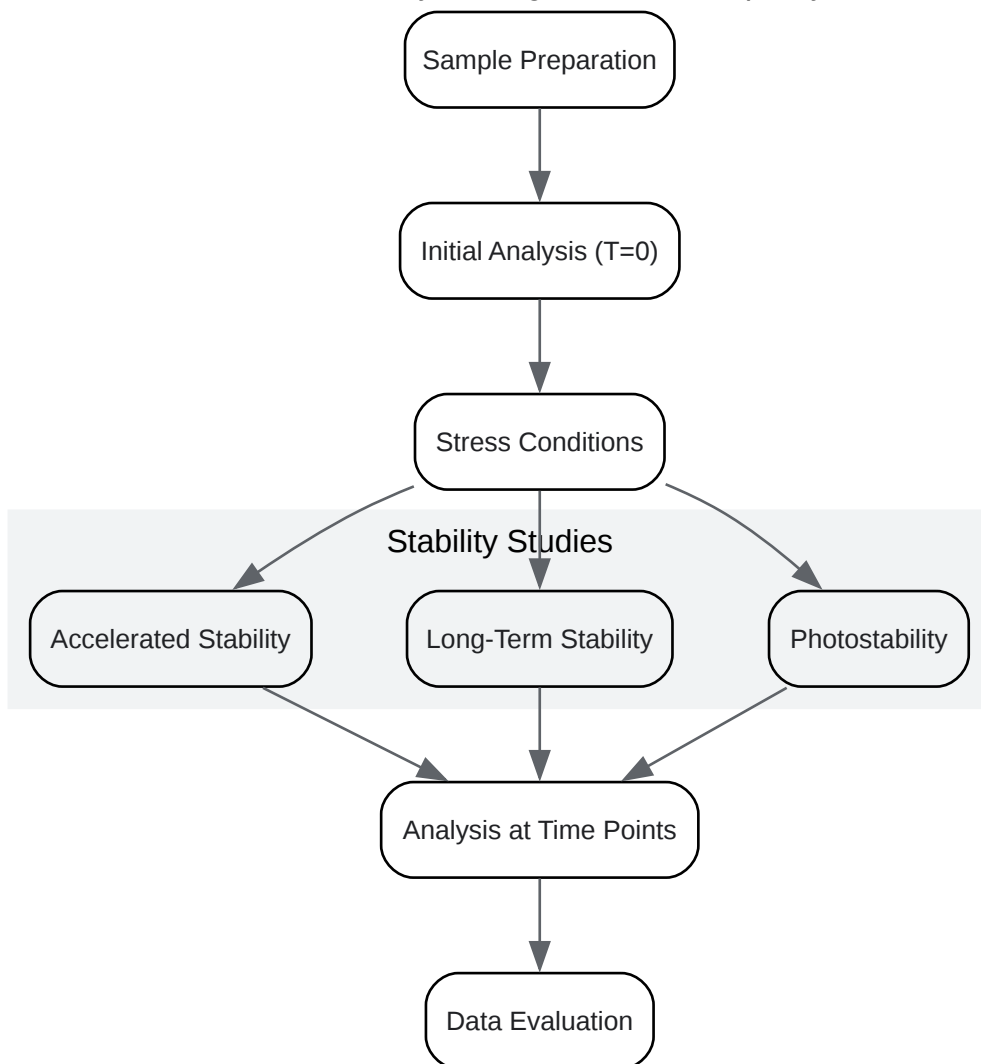 Sample Preparation
Initial Analysis (T=0)
Stress Conditions
Stability Studies
Accelerated Stability
Long-Term Stability
Photostability
Analysis at Time Points
Data Evaluation